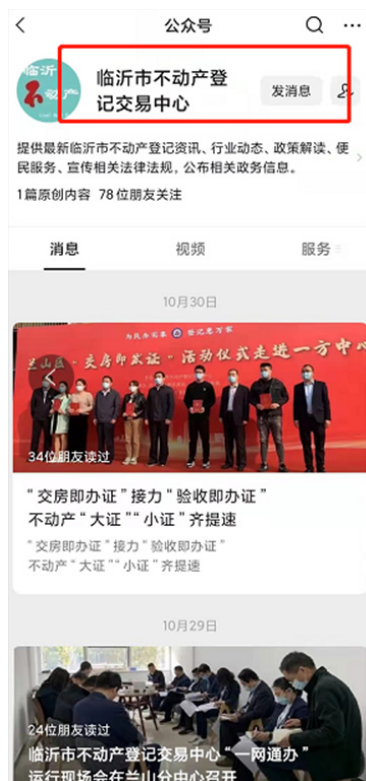 公众号
临沂
不动产
临沂市不动产登
记交易中心
发消息
提供最新临沂市不动产登记资讯、行业动态、政策解读、便
民服务、宣传相关法律法规，公布相关政务信息。
1篇原创内容 78位朋友关注
消息
视频
服务
10月30日
为民办实事 登记惠万家
兰山区“交房即发证”活动仪式走进一方中心
34位朋友读过
“交房即办证”接力“验收即办证”
不动产“大证”“小证”齐提速
“交房即办证”接力“验收即办证”
不动产“大证”“小证”齐提速
10月29日
24位朋友读过
临沂市不动产登记交易中心“一网通办”
运行现场会在兰山分中心召开